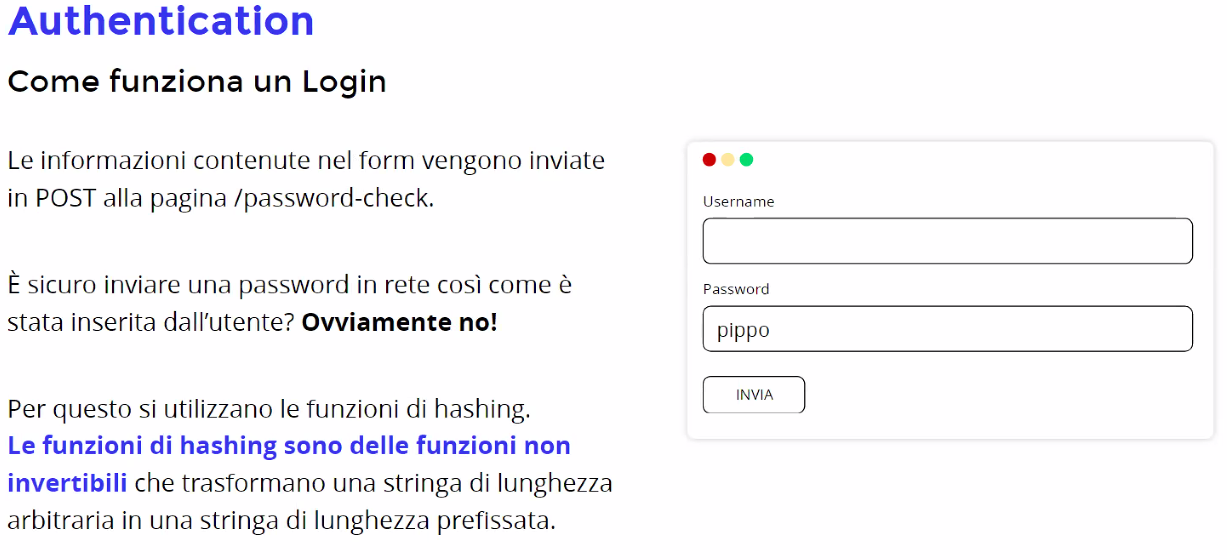 Authentication
Come funziona un Login
Le informazioni contenute nel form vengono inviate
in POST alla pagina /password-check.
È sicuro inviare una password in rete così come è
stata inserita dall'utente? Ovviamente no!
Per questo si utilizzano le funzioni di hashing.
Le funzioni di hashing sono delle funzioni non
invertibili che trasformano una stringa di lunghezza
arbitraria in una stringa di lunghezza prefissata.
Username
Password
pippo
INVIA